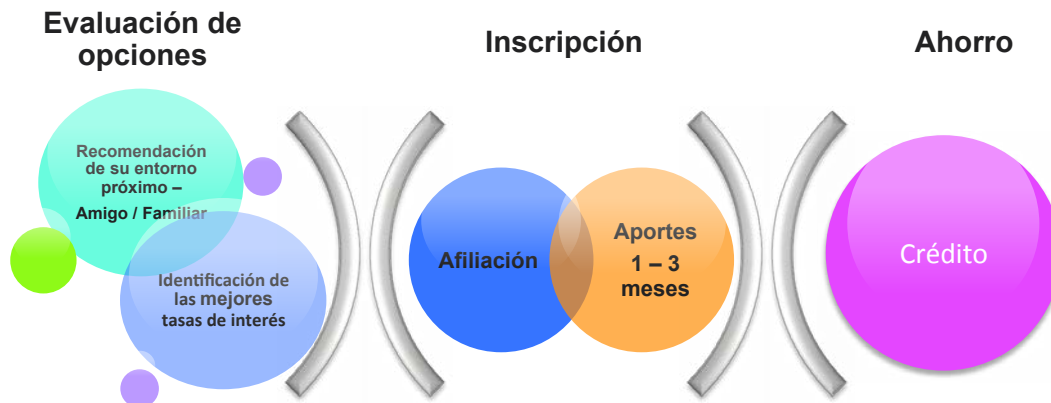 Evaluación de
opciones
Inscripción
Ahorro
Recomendación
de su entorno
próximo –
Amigo / Familiar
Identificación de
las mejores
tasas de interés
Afiliación
Aportes
1 – 3
meses
Crédito